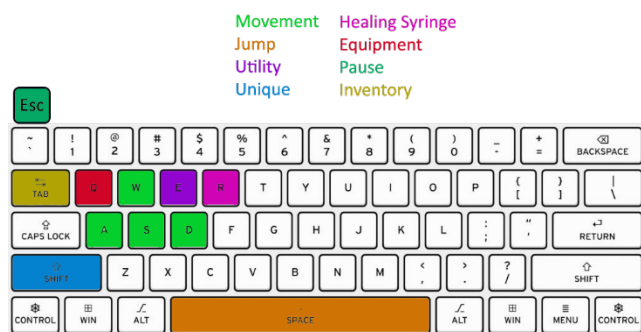 Movement Healing Syringe
Jump Equipment
Utility Pause
Unique Inventory
Esc
~ ! @ # $ % ^ & * ( ) _ +
` 1 2 3 4 5 6 7 8 9 0 - = BACKSPACE
TAB Q W E R T Y U I O P { [ } ] | \
CAPS LOCK A S D F G H J K L : ; " ' RETURN
SHIFT Z X C V B N M < , > . ? / SHIFT
CONTROL WIN ALT SPACE ALT WIN MENU CONTROL